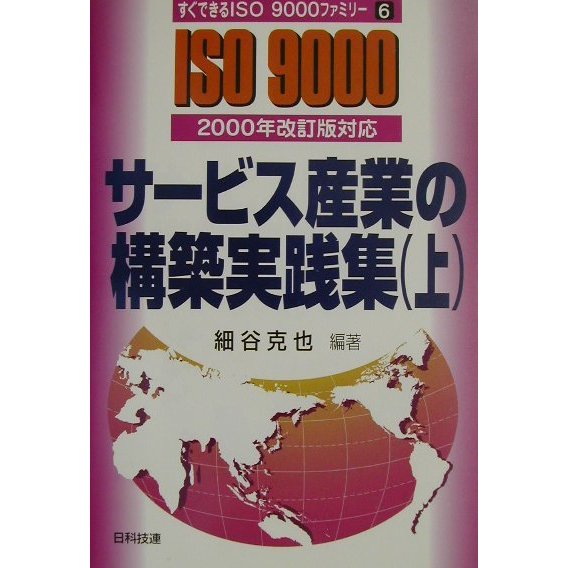 すぐできるISO 9000ファミリー 6
ISO 9000
2000年改訂版対応
サービス産業の
構築実践集(上)
細谷克也 編著
日科技連